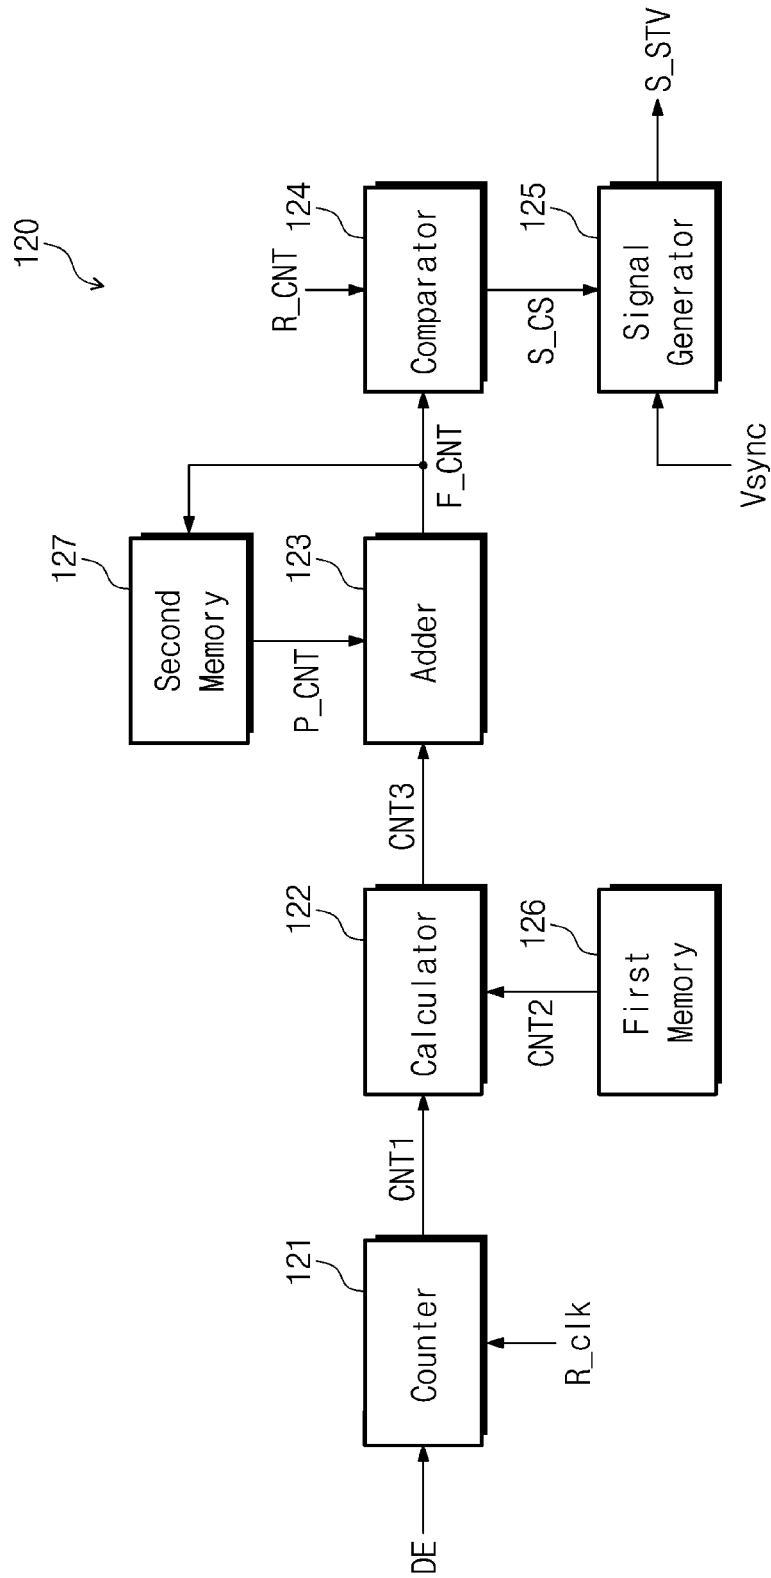 120
127
Second
Memory
P_CNT
DE
121
Counter
R_clk
CNT1
122
Calculator
CNT2
126
First
Memory
CNT3
123
Adder
F_CNT
R_CNT
124
Comparator
S_CS
125
Signal
Generator
Vsync
S_STV